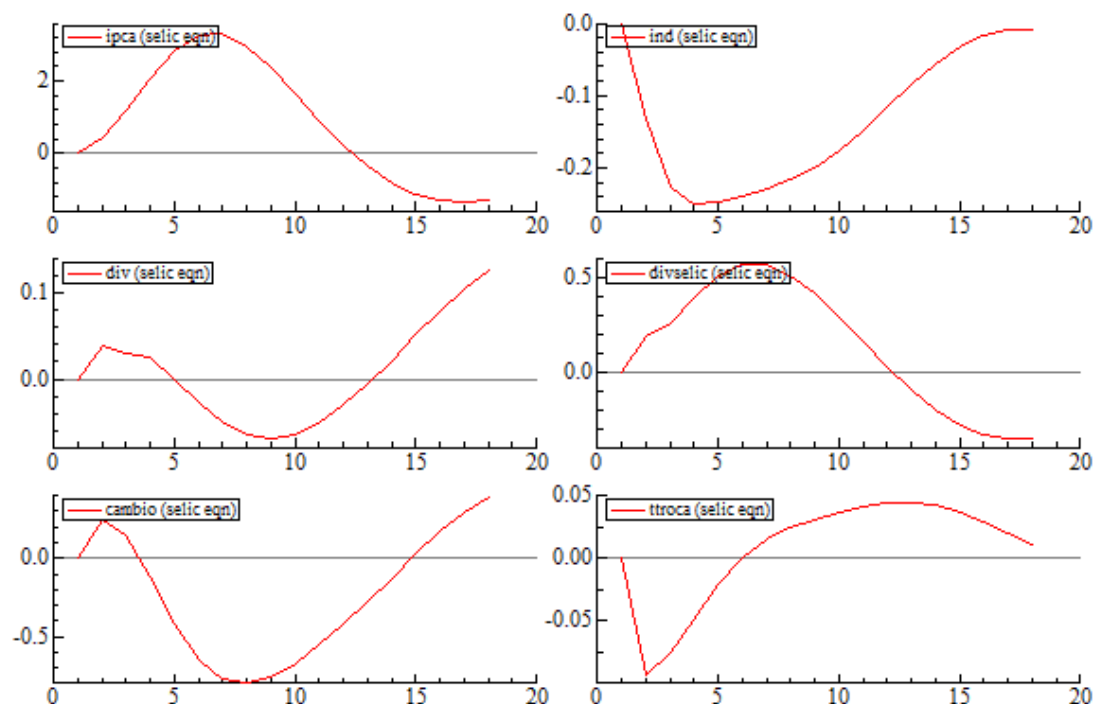 ipca (selic eqn)
2
0
0 5 10 15 20
ind (selic eqn)
0.0
-0.1
-0.2
0 5 10 15 20
div (selic eqn)
0.1
0.0
0 5 10 15 20
divselic (selic eqn)
0.5
0.0
0 5 10 15 20
cambio (selic eqn)
0.0
-0.5
0 5 10 15 20
ttroca (selic eqn)
0.05
0.00
-0.05
0 5 10 15 20